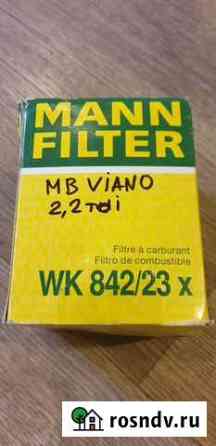 MANN
FILTER
MB VIANO
2,2 TDi
Filtre à carburant
Filtro de combustible
WK 842/23 x
rosndv.ru